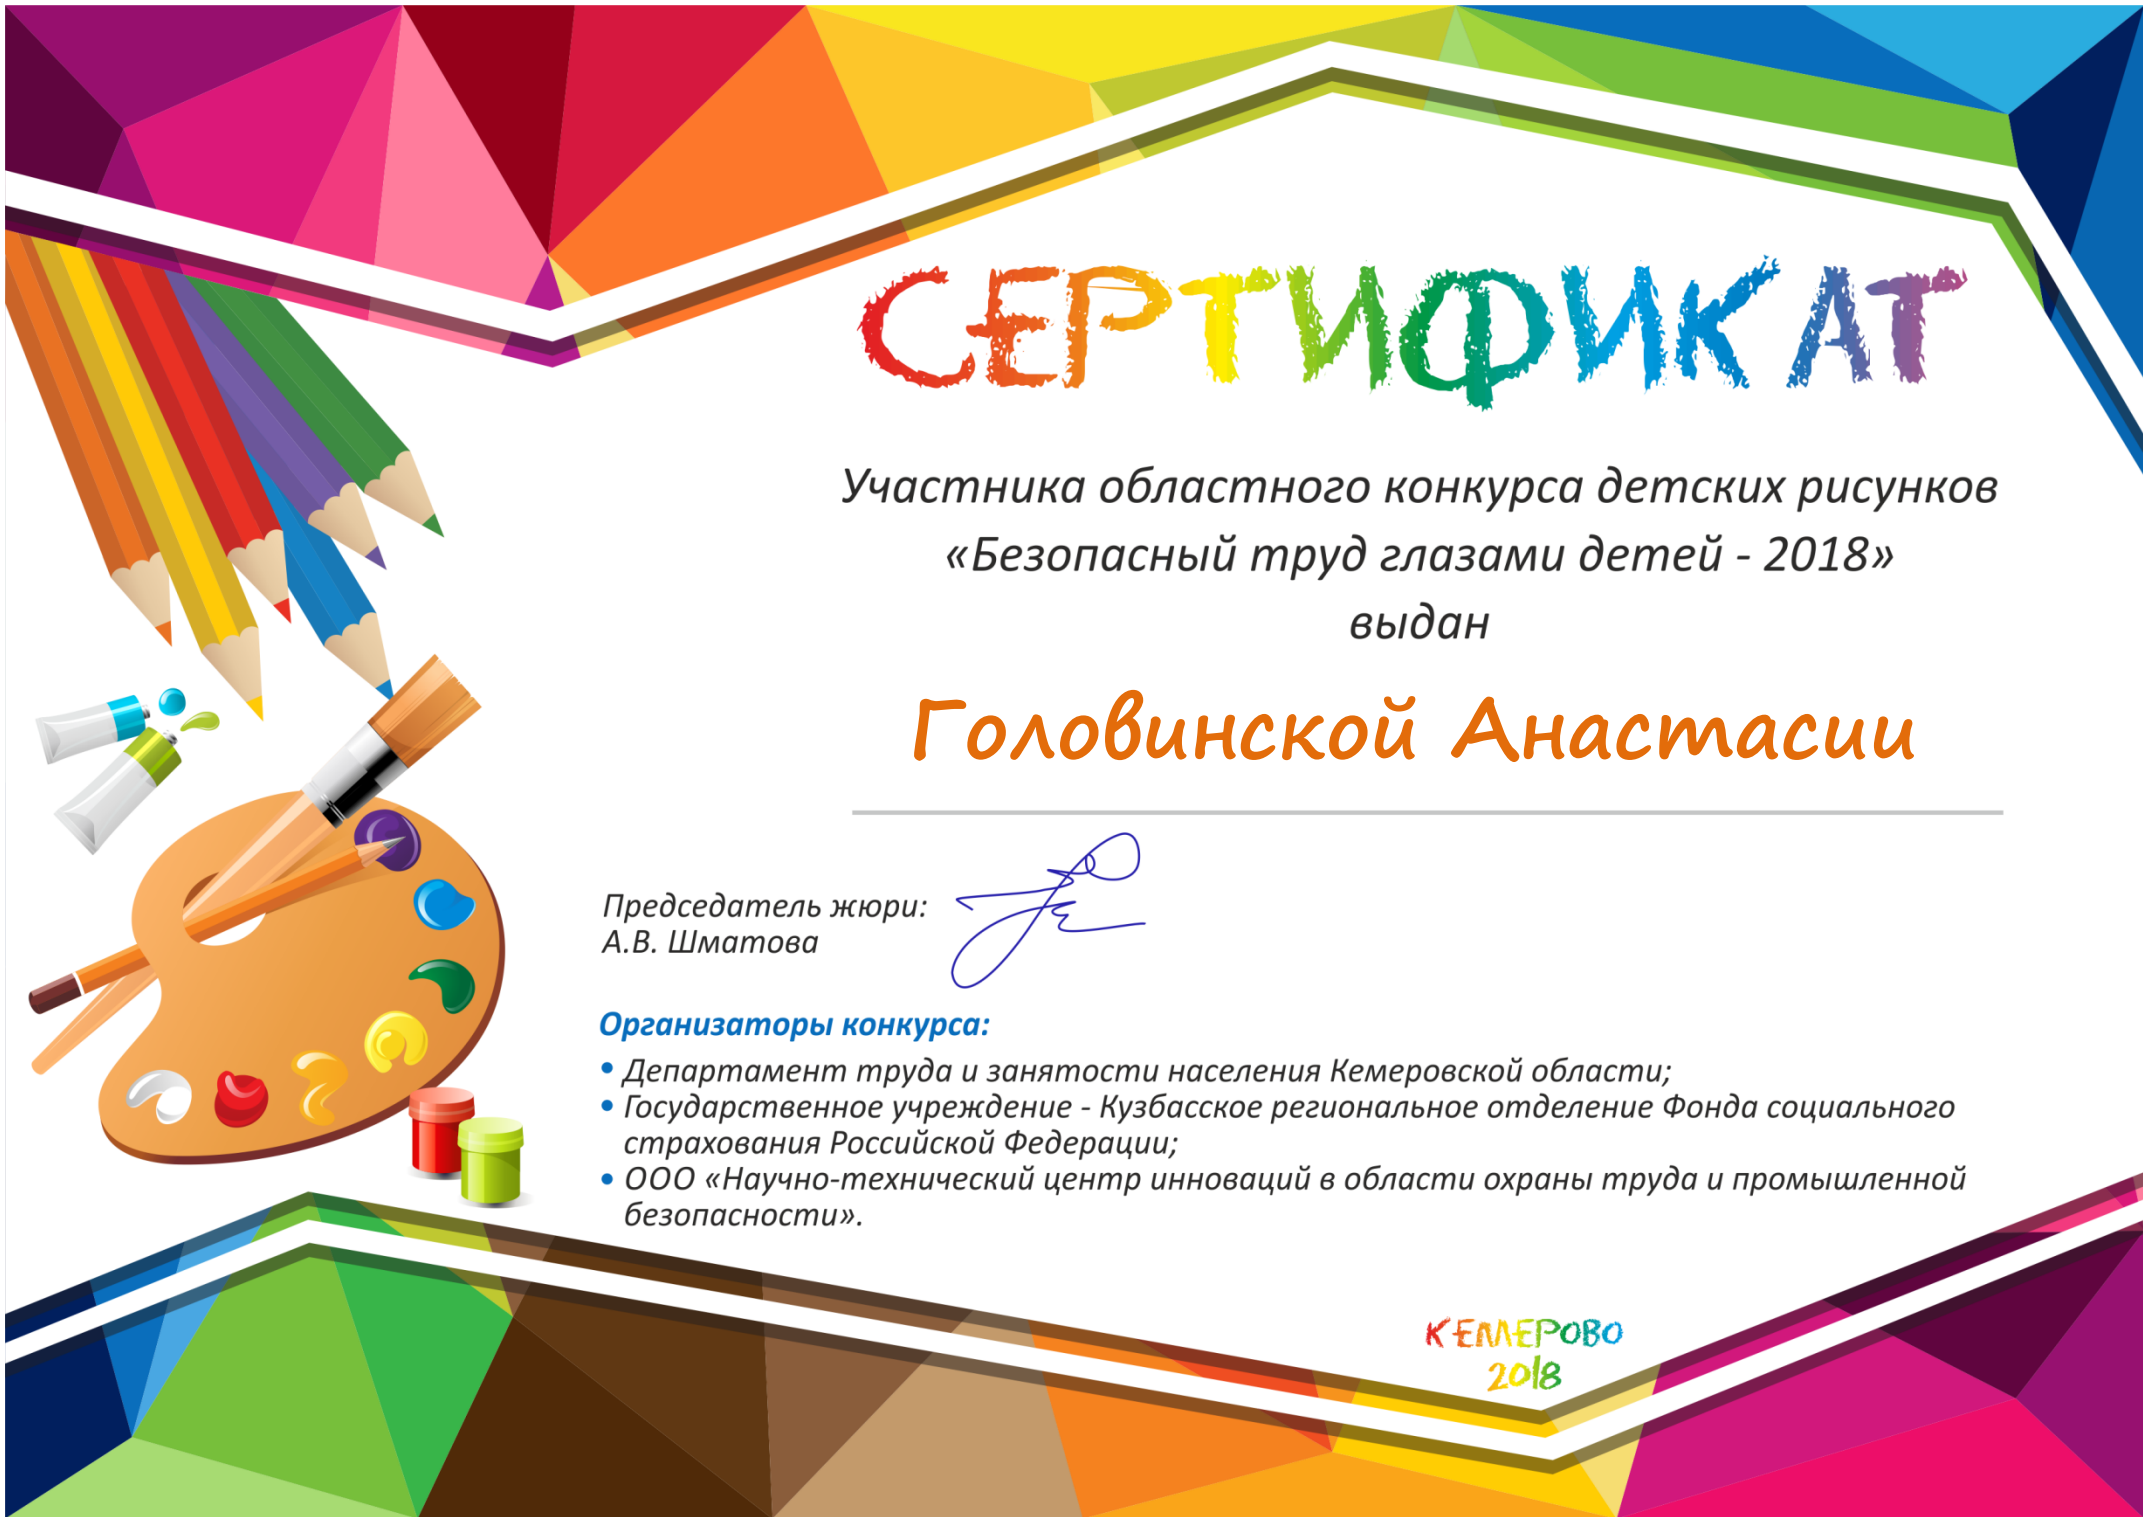 СЕРТИФИКАТ
Участника областного конкурса детских рисунков
«Безопасный труд глазами детей - 2018»
выдан
Головинской Анастасии
Председатель жюри:
А.В. Шматова
Организаторы конкурса:
• Департамент труда и занятости населения Кемеровской области;
• Государственное учреждение - Кузбасское региональное отделение Фонда социального
страхования Российской Федерации;
• ООО «Научно-технический центр инноваций в области охраны труда и промышленной
безопасности».
КЕМЕРОВО
2018